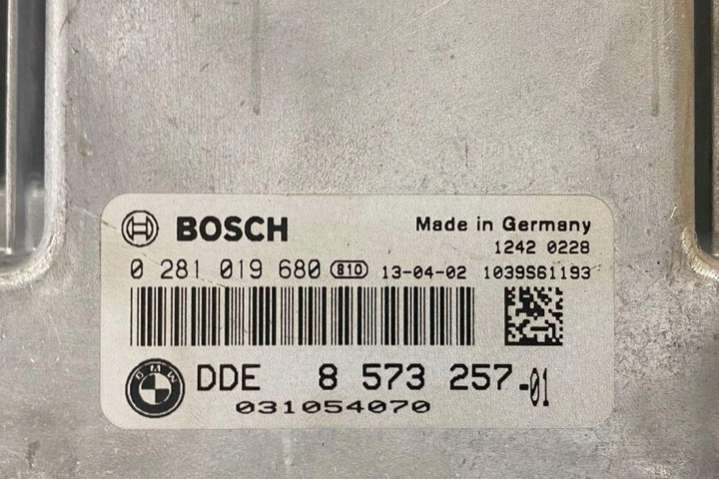 BOSCH Made in Germany
1242 0228
0 281 019 680 810 13-04-02 1039S61193
BMW DDE 8 573 257-01
031054070